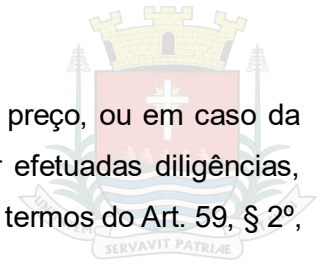 preço, ou em caso da
efetuadas diligências,
termos do Art. 59, § 2º,
SERVAVIT PATRIAE